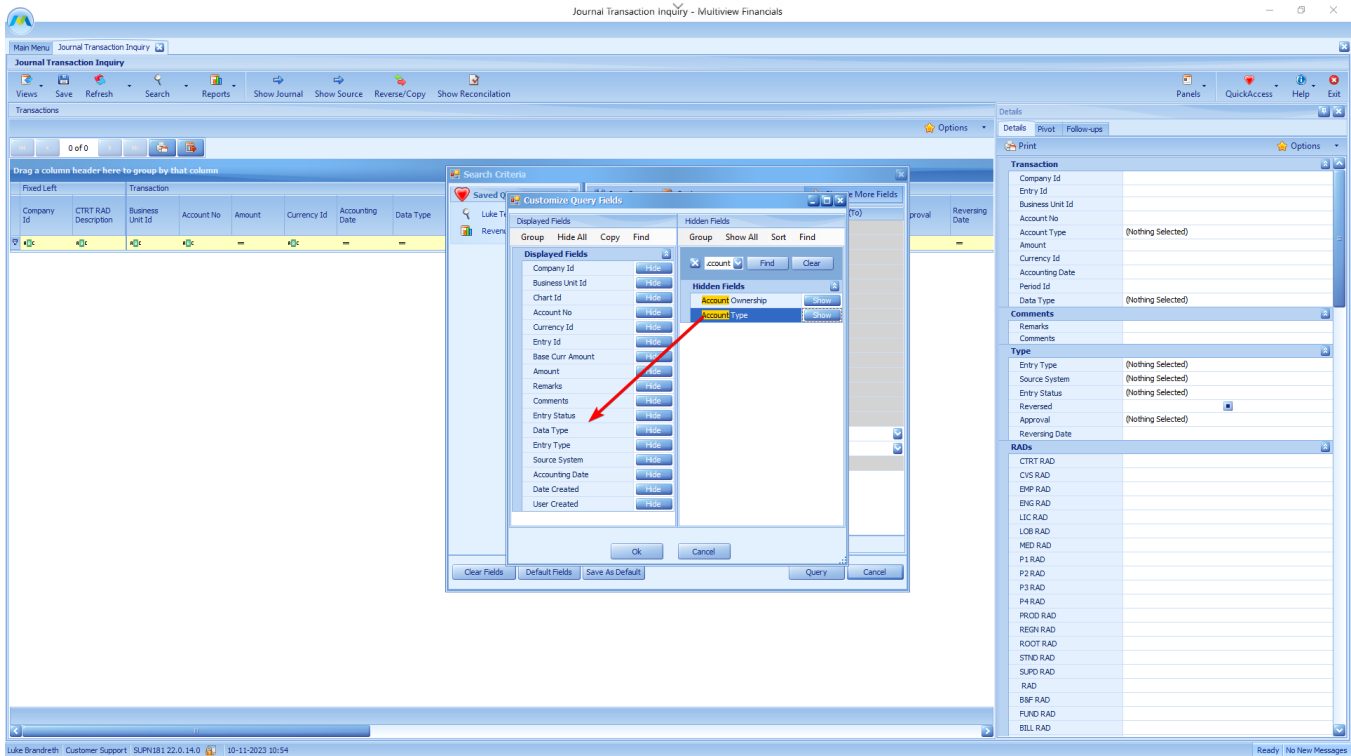 Journal Transaction Inquiry - Multiview Financials
Main Menu Journal Transaction Inquiry
Journal Transaction Inquiry
Views Save Refresh Search Reports Show Journal Show Source Reverse/Copy Show Reconciliation Panels QuickAccess Help Exit
Transactions
Options
0 of 0
Drag a column header here to group by that column
Fixed Left Transaction
Company Id
CTRT RAD Description
Business Unit Id
Account No
Amount
Currency Id
Accounting Date
Data Type
Reversing Date
Search Criteria
Saved Q
Luke Te
Reven
e More Fields
(To)
proval
Customize Query Fields
Displayed Fields
Group Hide All Copy Find
Displayed Fields
Company Id Hide
Business Unit Id Hide
Chart Id Hide
Account No Hide
Currency Id Hide
Entry Id Hide
Base Curr Amount Hide
Amount Hide
Remarks Hide
Comments Hide
Entry Status Hide
Data Type Hide
Entry Type Hide
Source System Hide
Accounting Date Hide
Date Created Hide
User Created Hide
Hidden Fields
Group Show All Sort Find
ccount Find Clear
Hidden Fields
Account Ownership Show
Account Type Show
Ok Cancel
Clear Fields Default Fields Save As Default Query Cancel
Details
Details Pivot Follow-ups
Print Options
Transaction
Company Id
Entry Id
Business Unit Id
Account No
Account Type (Nothing Selected)
Amount
Currency Id
Accounting Date
Period Id
Data Type (Nothing Selected)
Comments
Remarks
Comments
Type
Entry Type (Nothing Selected)
Source System (Nothing Selected)
Entry Status (Nothing Selected)
Reversed
Approval (Nothing Selected)
Reversing Date
RADs
CTRT RAD
CVS RAD
EMP RAD
ENG RAD
LIC RAD
LOB RAD
MED RAD
P1 RAD
P2 RAD
P3 RAD
P4 RAD
PROD RAD
REGN RAD
ROOT RAD
STND RAD
SUPD RAD
RAD
B&F RAD
FUND RAD
BILL RAD
Luke Brandreth Customer Support SUPN181 22.0.14.0 10-11-2023 10:54 Ready No New Messages